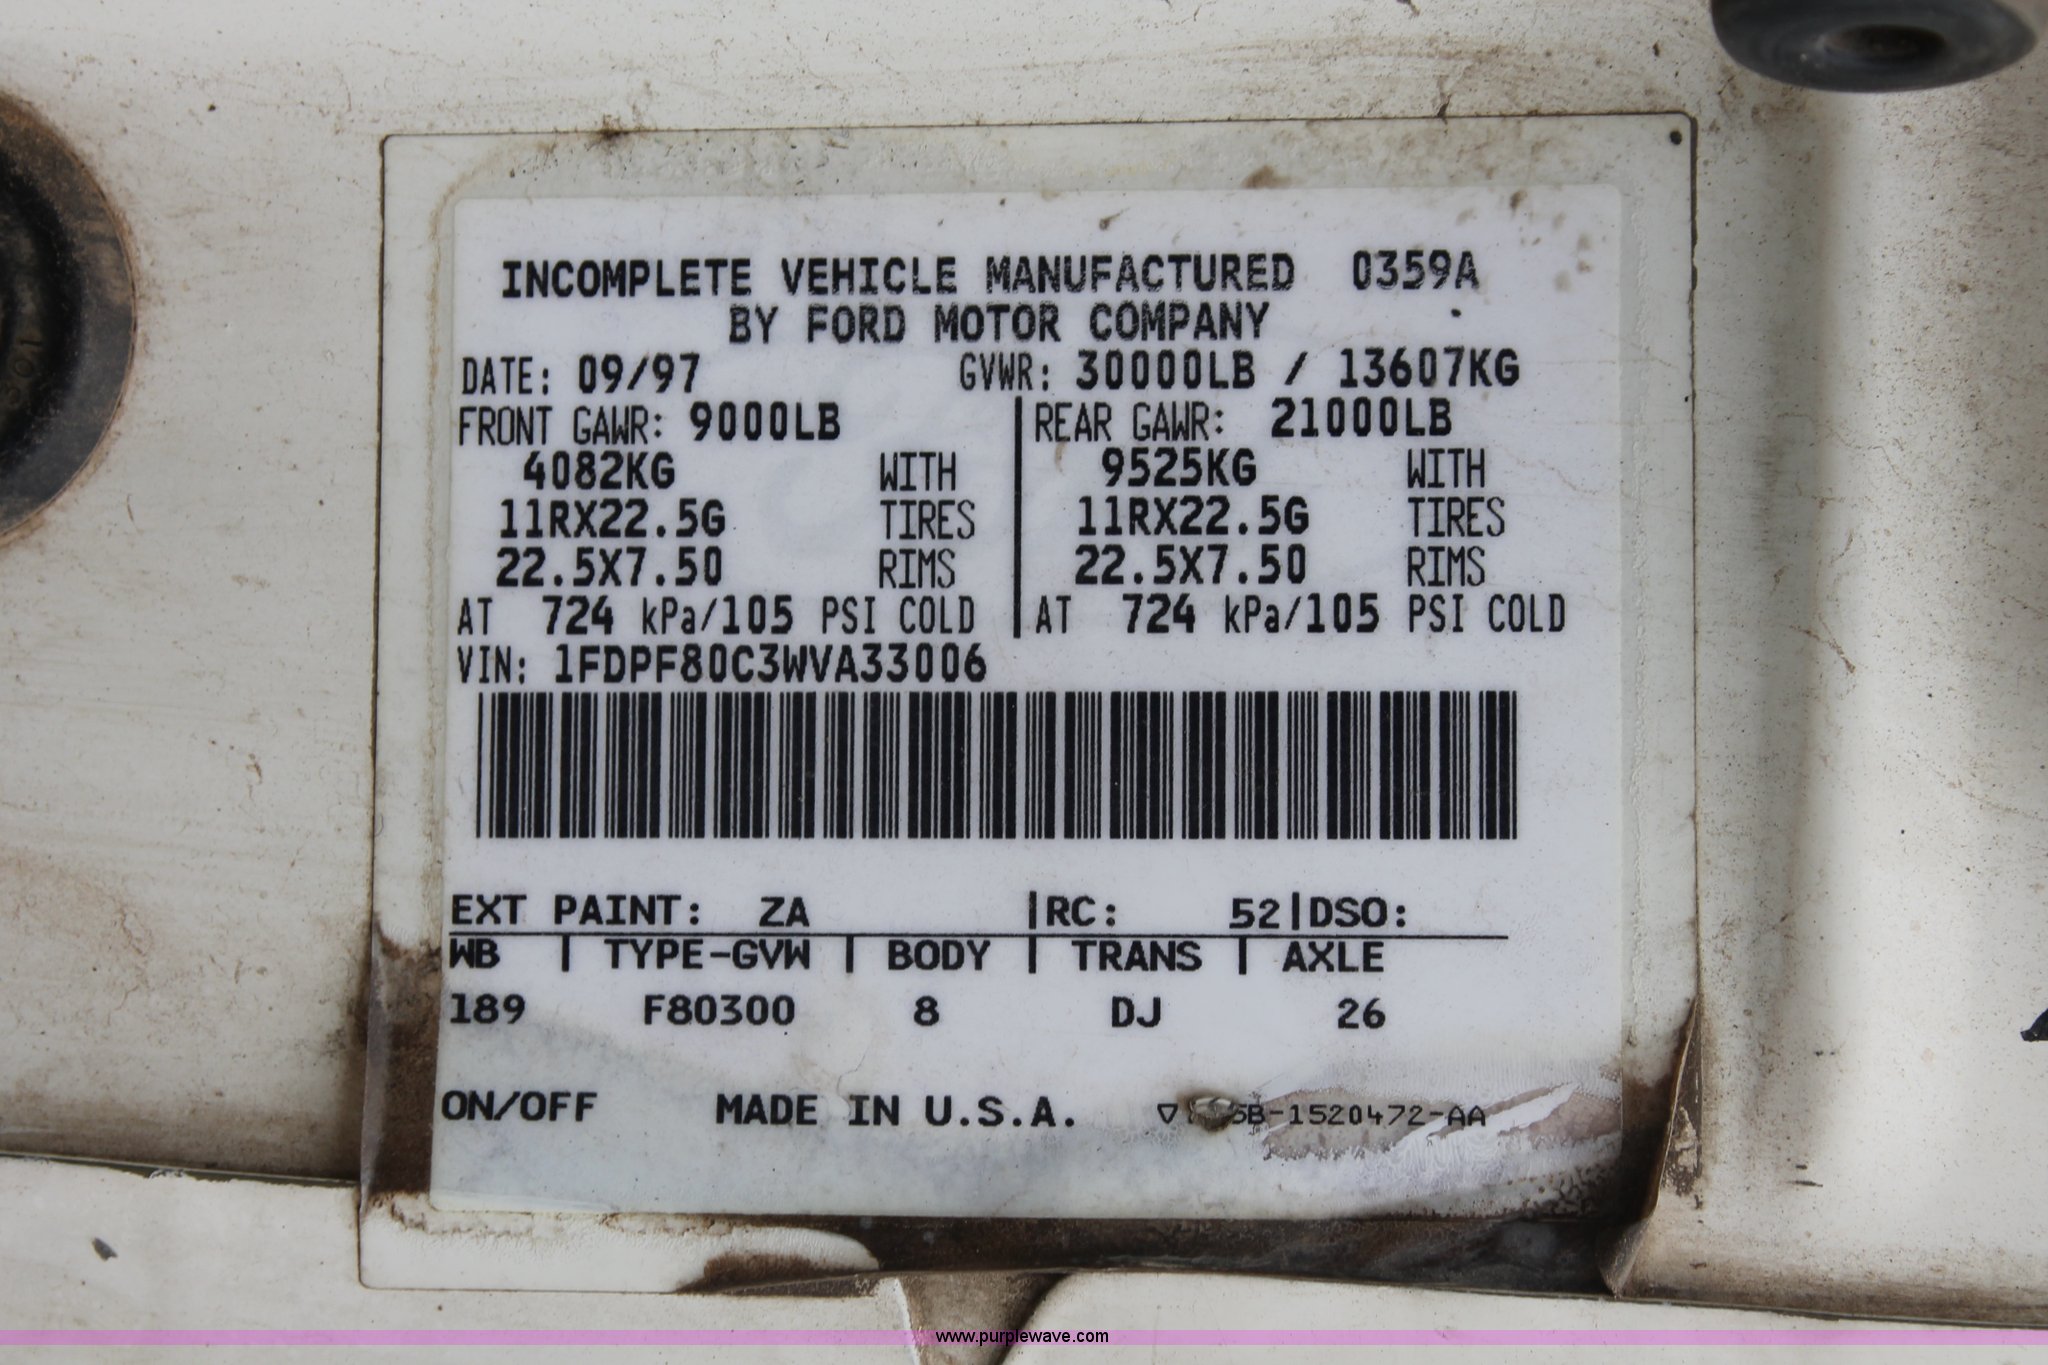 INCOMPLETE VEHICLE MANUFACTURED 0359A
BY FORD MOTOR COMPANY
DATE: 09/97 GVWR: 30000LB / 13607KG
FRONT GAWR: 9000LB REAR GAWR: 21000LB
4082KG WITH 9525KG WITH
11RX22.5G TIRES 11RX22.5G TIRES
22.5X7.50 RIMS 22.5X7.50 RIMS
AT 724 kPa/105 PSI COLD AT 724 kPa/105 PSI COLD
VIN: 1FDPF80C3WVA33006
EXT PAINT: ZA |RC: 52|DSO:
WB | TYPE-GVW | BODY | TRANS | AXLE
189 F80300 8 DJ 26
ON/OFF MADE IN U.S.A. 5B-1520472-AA
www.purplewave.com